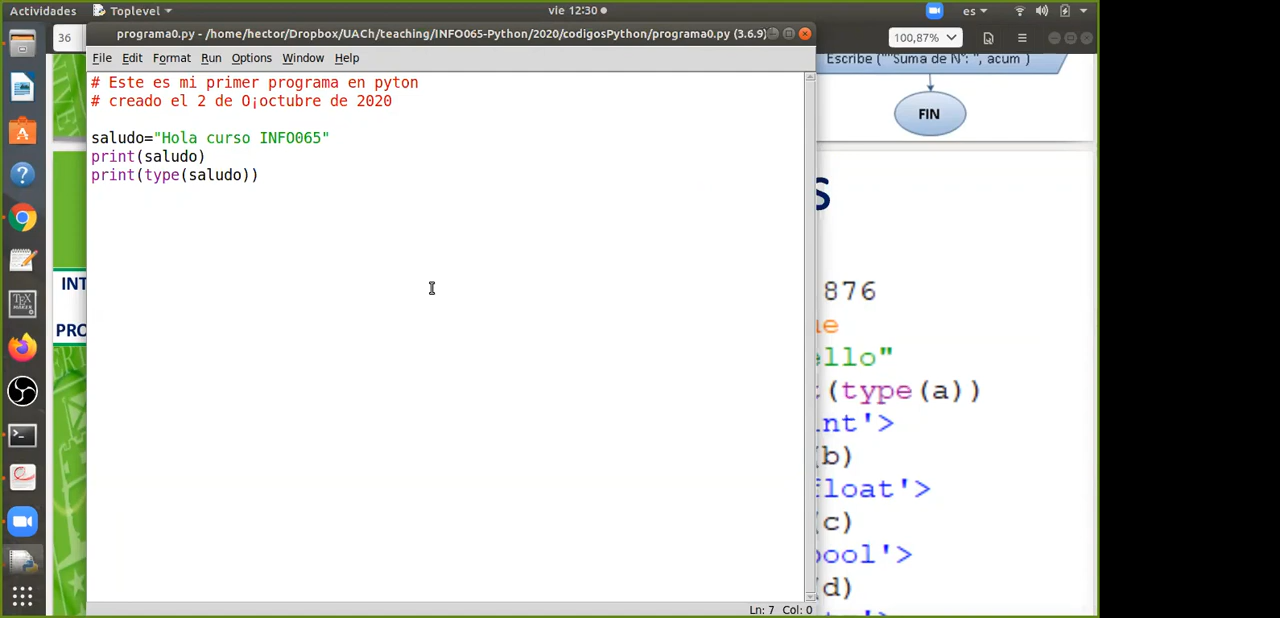 Actividades
Toplevel
vie 12:30
es
36
programa0.py - /home/hector/Dropbox/UACh/teaching/INFO065-Python/2020/codigosPython/programa0.py (3.6.9)
100,87%
File Edit Format Run Options Window Help
Escribe (""Suma de N°: ", acum )
FIN
# Este es mi primer programa en pyton
# creado el 2 de O¡octubre de 2020
saludo="Hola curso INFO065"
print(saludo)
print(type(saludo))
S
INT
PRO
876
ue
ello"
(type(a))
int'>
(b)
float'>
(c)
bool'>
(d)
Ln: 7 Col: 0